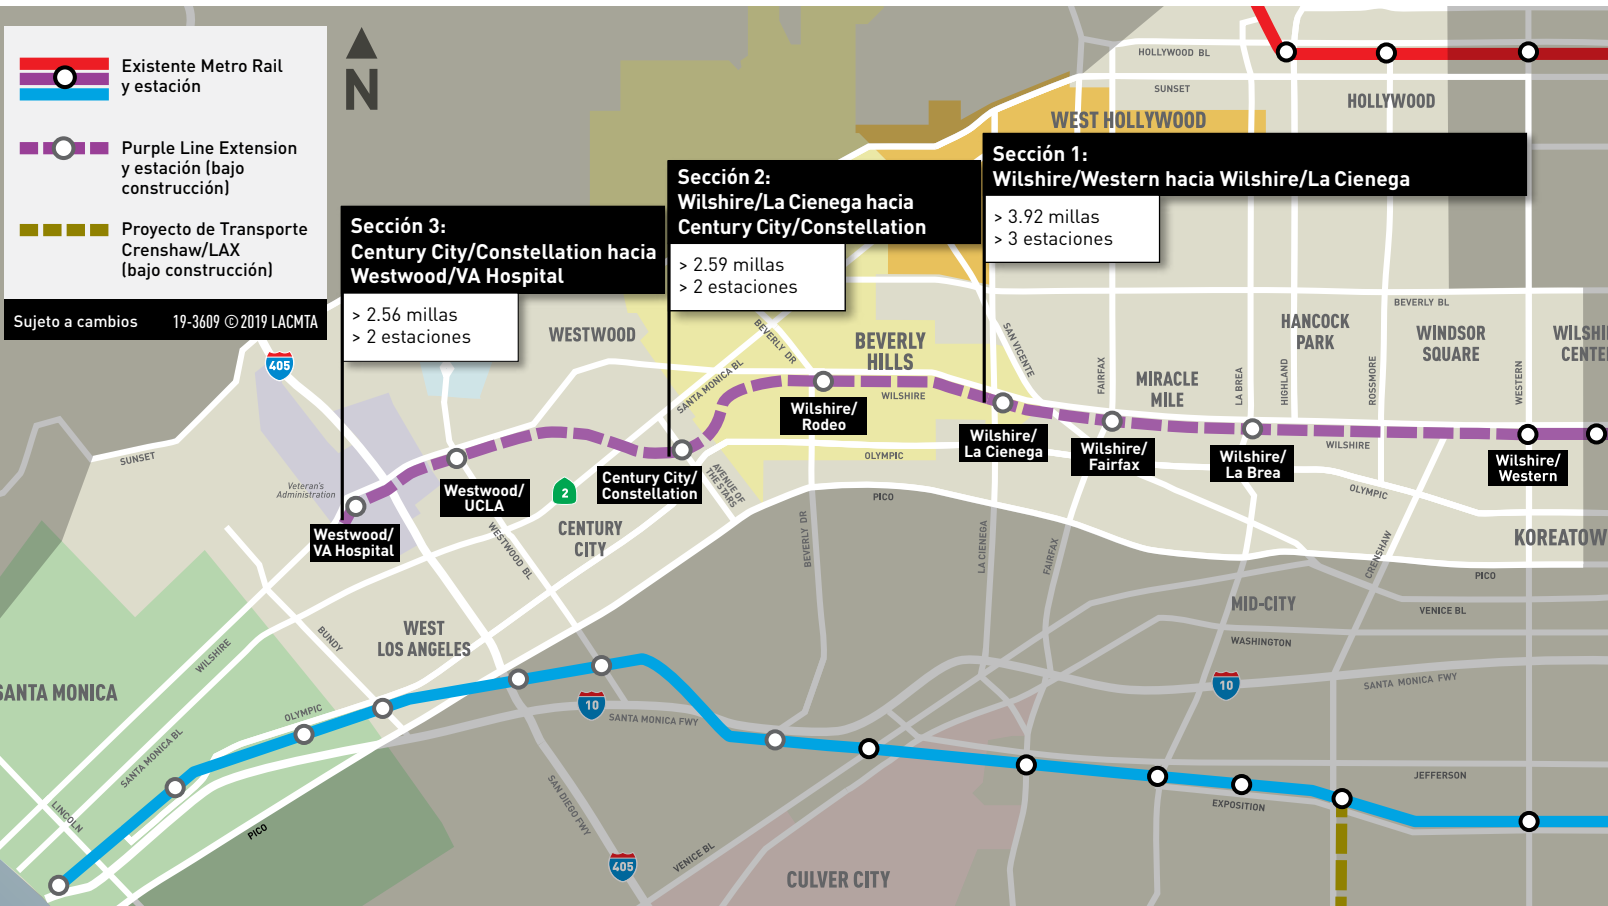 Existente Metro Rail
y estación
Purple Line Extension
y estación (bajo
construcción)
Proyecto de Transporte
Crenshaw/LAX
(bajo construcción)
Sujeto a cambios 19-3609 ©2019 LACMTA
N
Sección 3:
Century City/Constellation hacia
Westwood/VA Hospital
> 2.56 millas
> 2 estaciones
Sección 2:
Wilshire/La Cienega hacia
Century City/Constellation
> 2.59 millas
> 2 estaciones
Sección 1:
Wilshire/Western hacia Wilshire/La Cienega
> 3.92 millas
> 3 estaciones
HOLLYWOOD BL
SUNSET
HOLLYWOOD
WEST HOLLYWOOD
BEVERLY BL
HANCOCK
PARK
WINDSOR
SQUARE
WILSHI
CENTE
WESTWOOD
BEVERLY DR
BEVERLY
HILLS
SAN VICENTE
FAIRFAX
MIRACLE
MILE
LA BREA
HIGHLAND
ROSSMORE
WESTERN
405
SANTA MONICA BL
WILSHIRE
WILSHIRE
Wilshire/
Rodeo
Wilshire/
La Cienega
Wilshire/
Fairfax
Wilshire/
La Brea
Wilshire/
Western
SUNSET
Veteran's
Administration
OLYMPIC
OLYMPIC
Westwood/
UCLA
2
Century City/
Constellation
AVENUE OF
THE STARS
PICO
Westwood/
VA Hospital
WESTWOOD BL
CENTURY
CITY
BEVERLY DR
LA CIENEGA
FAIRFAX
CRENSHAW
KOREATOW
PICO
MID-CITY
VENICE BL
WASHINGTON
WEST
LOS ANGELES
BUNDY
WILSHIRE
SANTA MONICA
OLYMPIC
SANTA MONICA BL
10
SANTA MONICA FWY
10
SANTA MONICA FWY
LINCOLN
PICO
SAN DIEGO FWY
405
VENICE BL
CULVER CITY
JEFFERSON
EXPOSITION